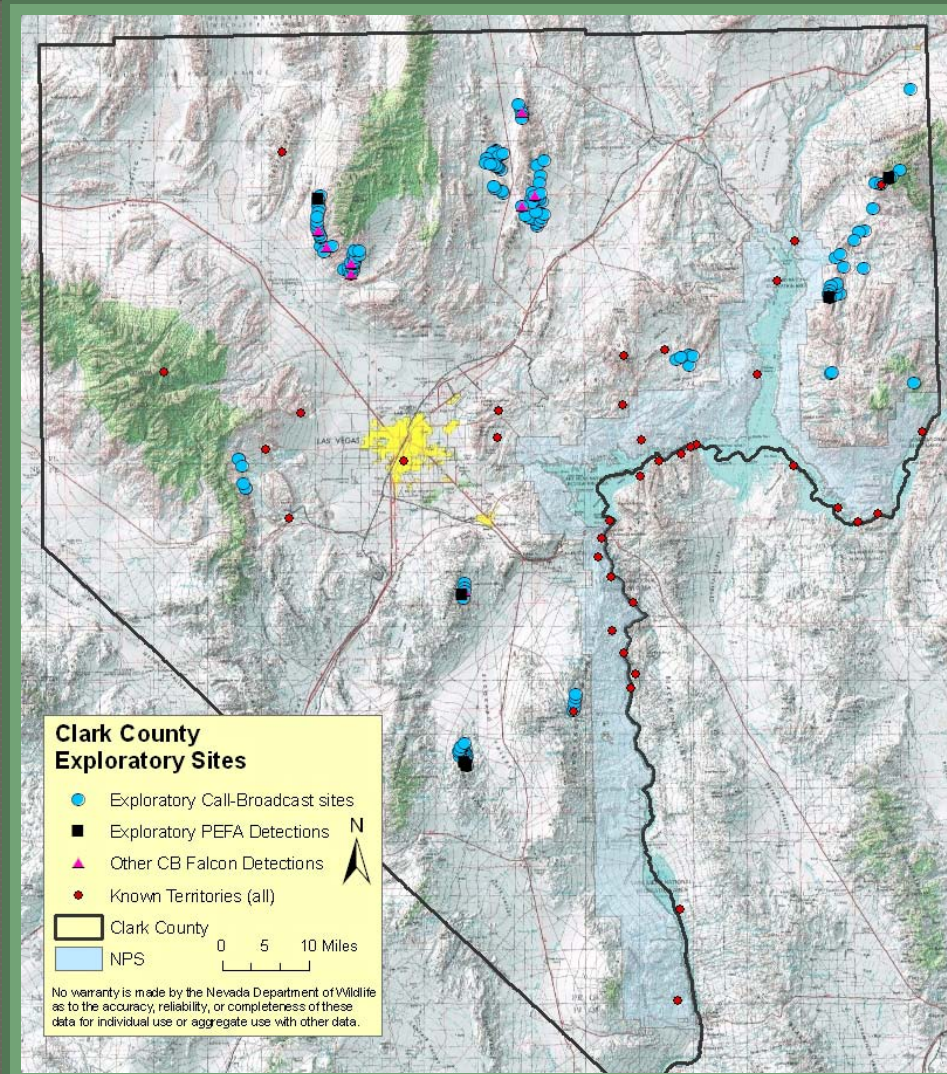 LAS VEGAS
Clark County
Exploratory Sites
Exploratory Call-Broadcast sites
Exploratory PEFA Detections
N
Other CB Falcon Detections
Known Territories (all)
Clark County
0 5 10 Miles
NPS
No warranty is made by the Nevada Department of Wildlife
as to the accuracy, reliability, or completeness of these
data for individual use or aggregate use with other data.